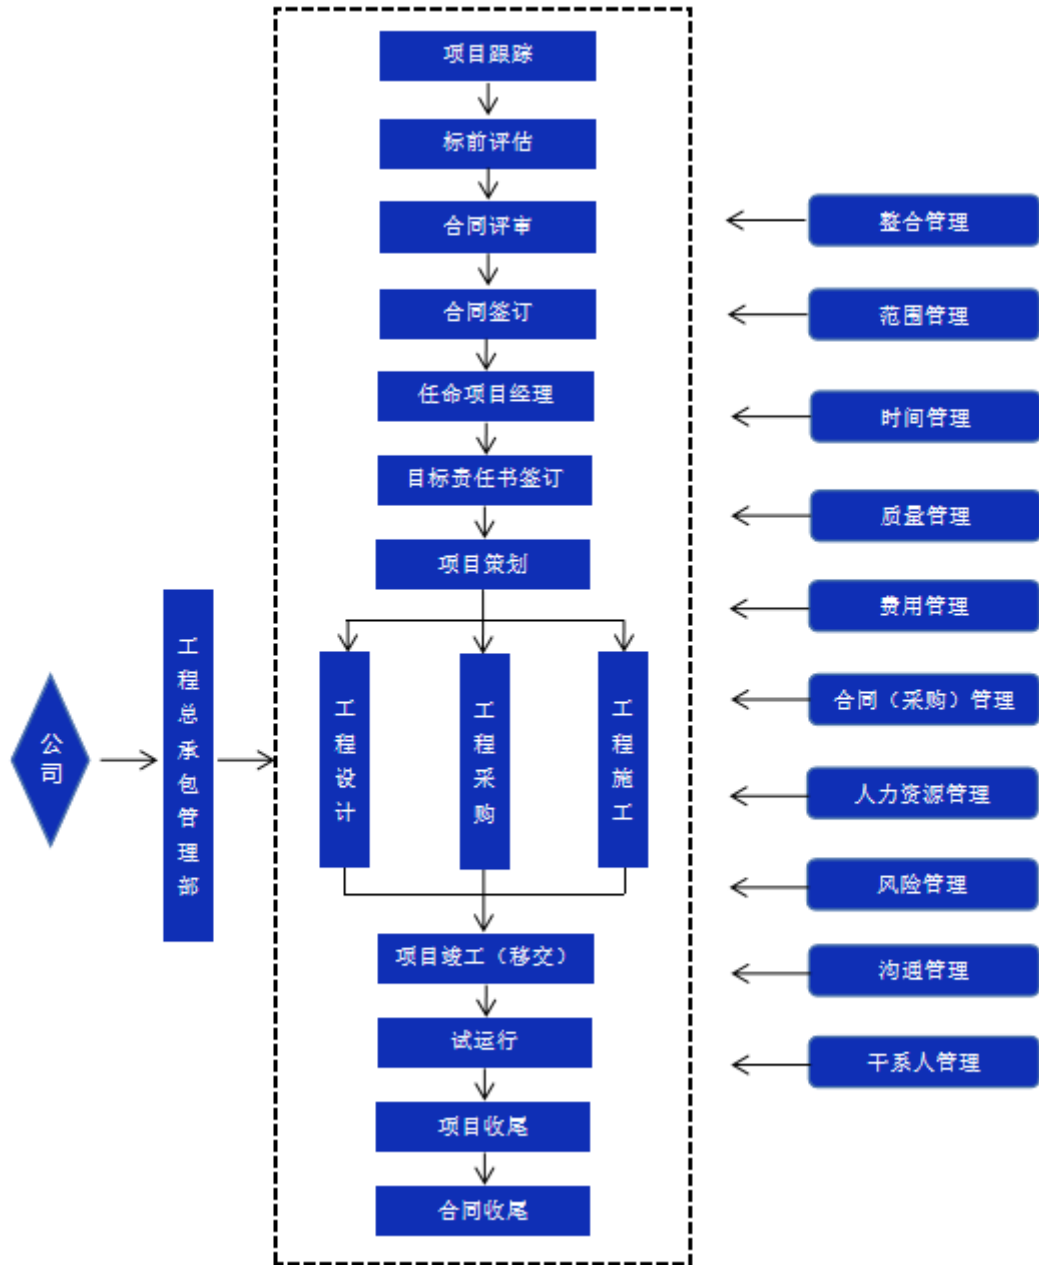 项目跟踪
标前评估
合同评审
合同签订
任命项目经理
目标责任书签订
项目策划
公司
工程总承包管理部
工程设计
工程采购
工程施工
项目竣工（移交）
试运行
项目收尾
合同收尾
整合管理
范围管理
时间管理
质量管理
费用管理
合同（采购）管理
人力资源管理
风险管理
沟通管理
干系人管理